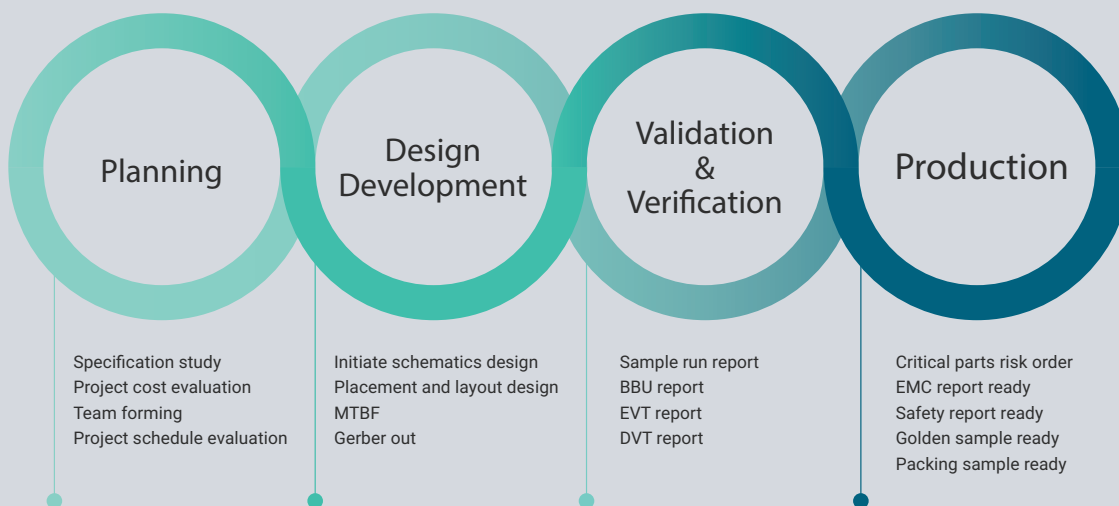 Planning
Design
Development
Validation
&
Verification
Production
Specification study
Project cost evaluation
Team forming
Project schedule evaluation
Initiate schematics design
Placement and layout design
MTBF
Gerber out
Sample run report
BBU report
EVT report
DVT report
Critical parts risk order
EMC report ready
Safety report ready
Golden sample ready
Packing sample ready